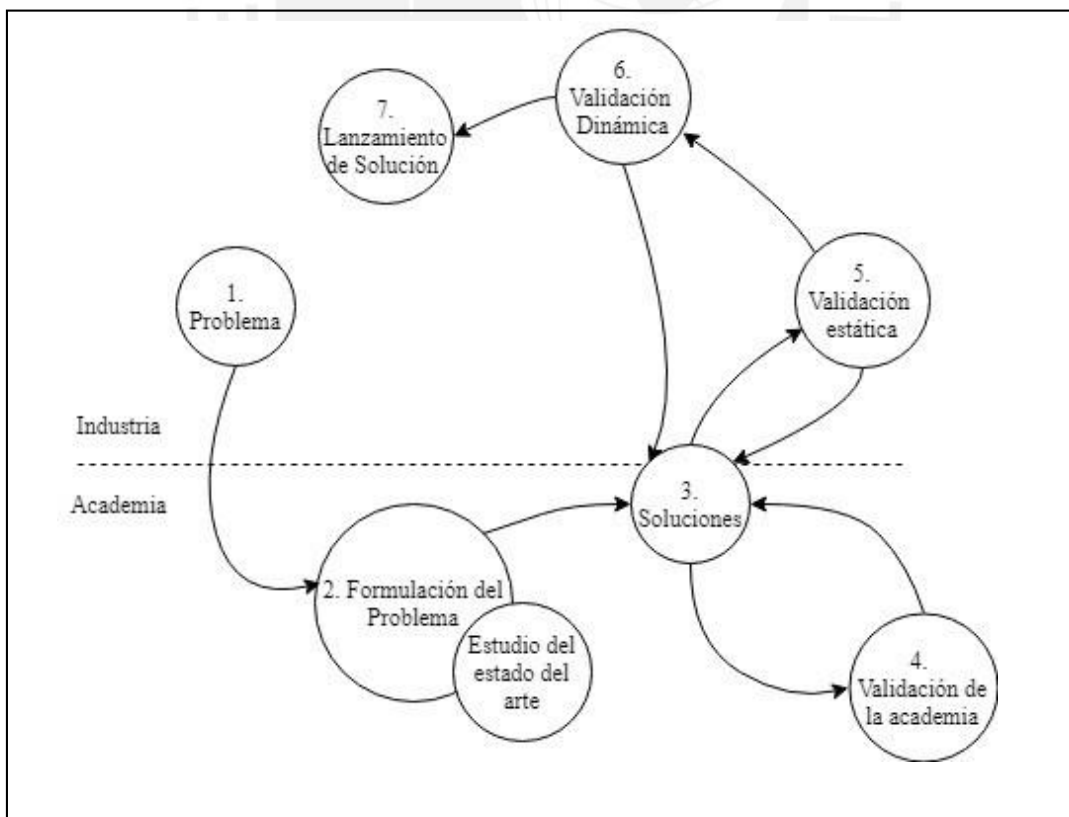 6.
Validación
Dinámica
7.
Lanzamiento
de Solución
5.
Validación
estática
1.
Problema
Industria
Academia
3.
Soluciones
2. Formulación del
Problema
Estudio del
estado del
arte
4.
Validación de
la academia